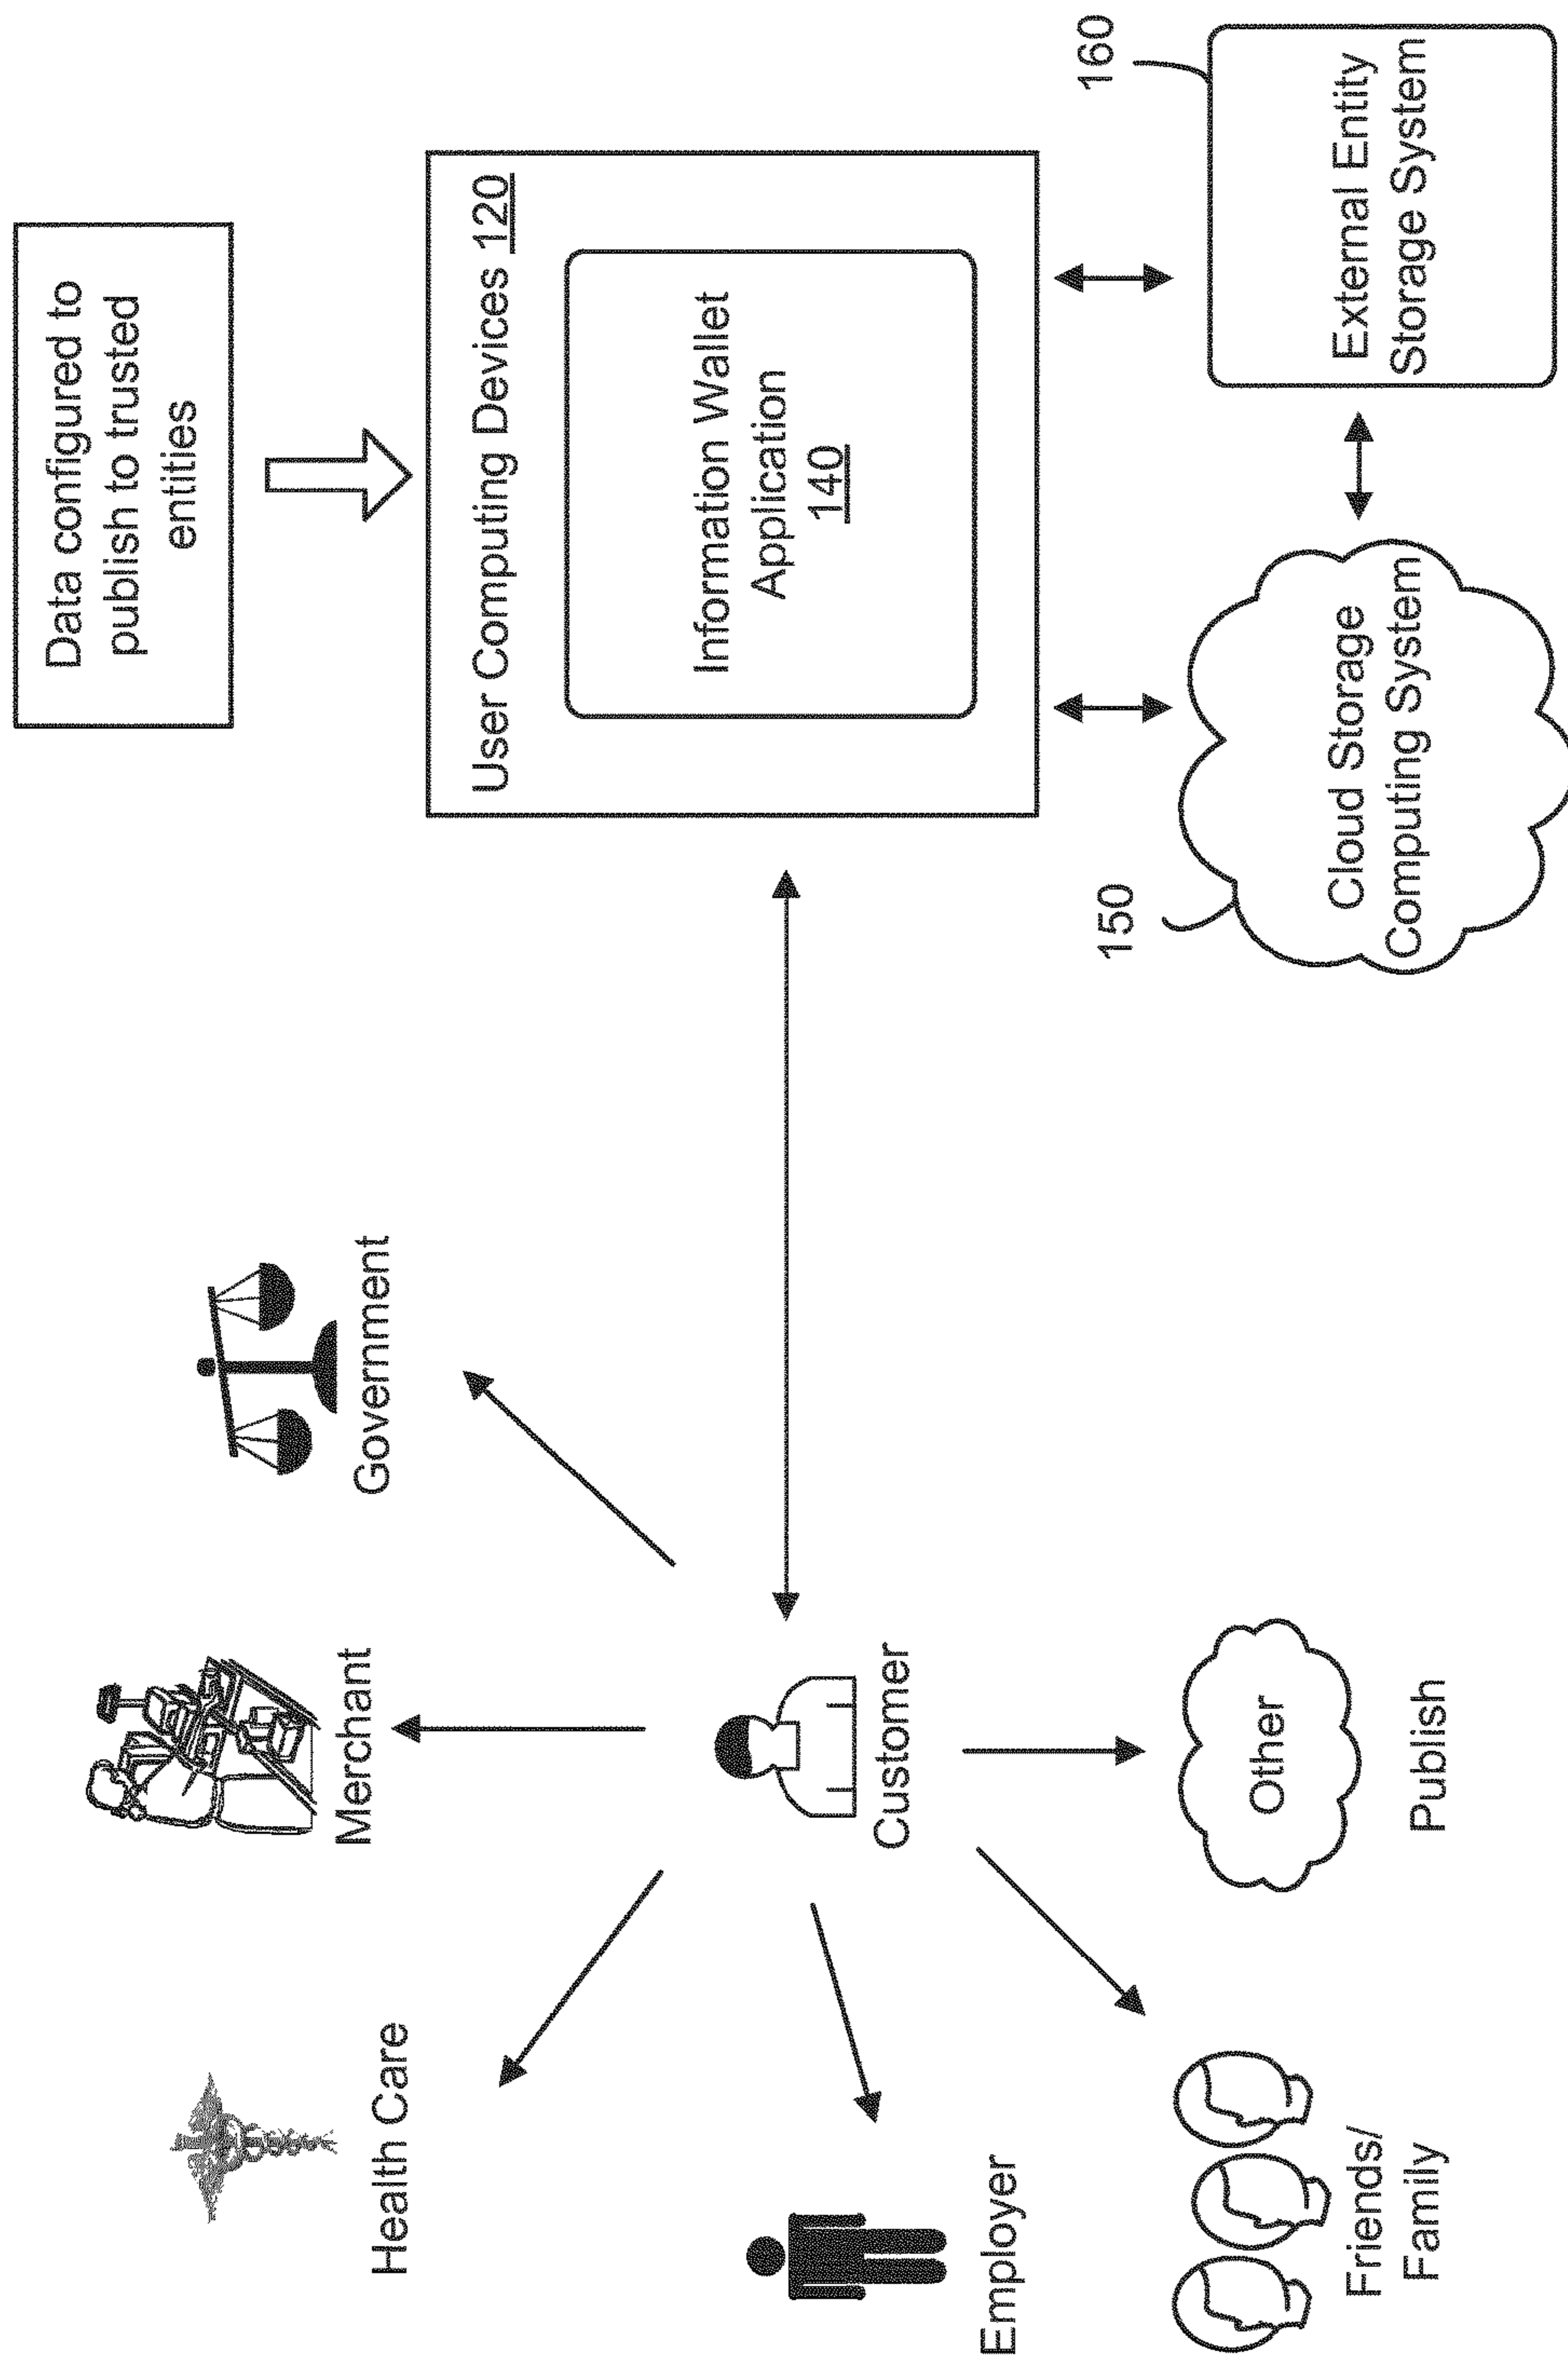 Health Care
Merchant
Government
Data configured to
publish to trusted
entities
Employer
Customer
User Computing Devices 120
Information Wallet
Application
140
Friends/
Family
Other
Publish
150
Cloud Storage
Computing System
160
External Entity
Storage System